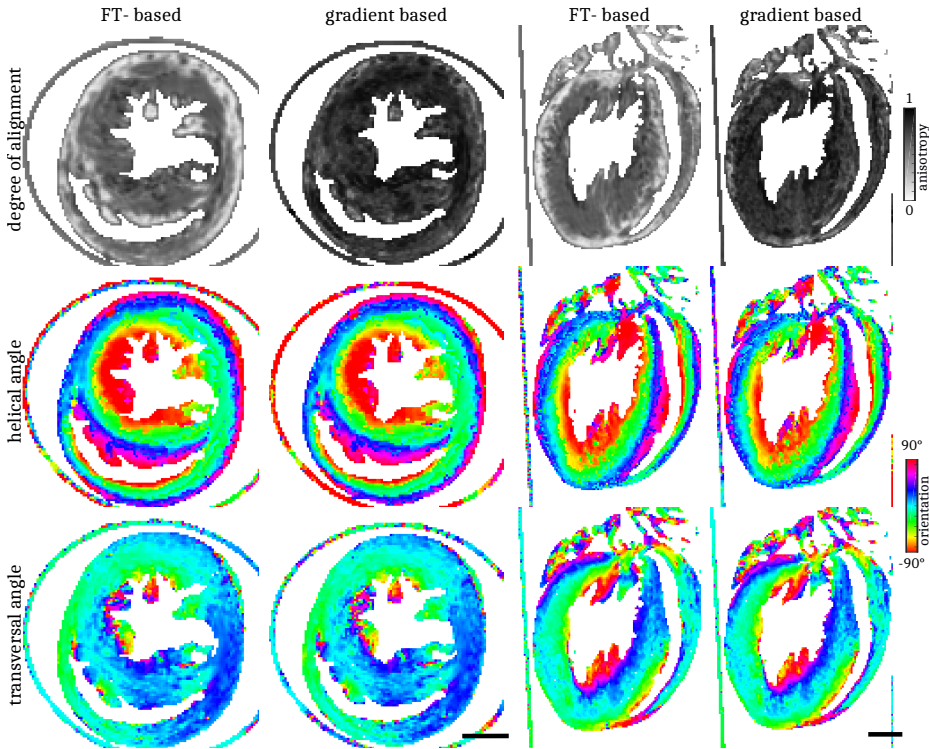 FT- based
gradient based
FT- based
gradient based
degree of alignment
1
anisotropy
0
helical angle
90°
orientation
-90°
transversal angle